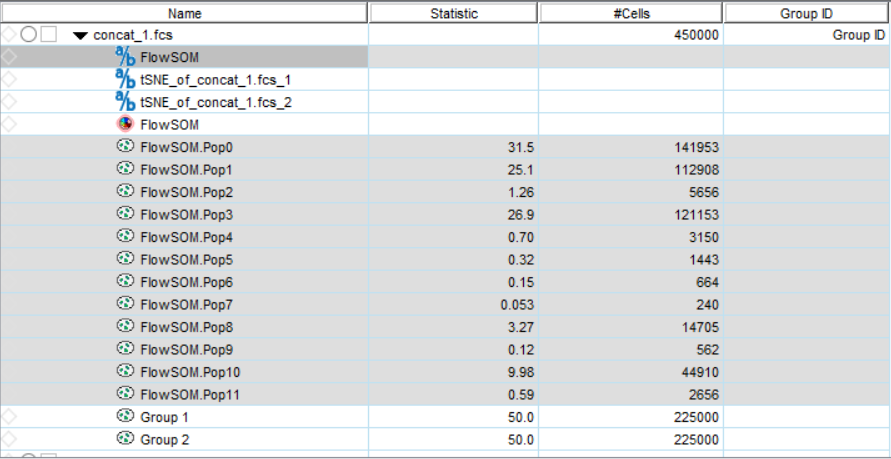 Name Statistic #Cells Group ID
concat_1.fcs 450000 Group ID
a/b FlowSOM
a/b tSNE_of_concat_1.fcs_1
a/b tSNE_of_concat_1.fcs_2
FlowSOM
FlowSOM.Pop0 31.5 141953
FlowSOM.Pop1 25.1 112908
FlowSOM.Pop2 1.26 5656
FlowSOM.Pop3 26.9 121153
FlowSOM.Pop4 0.70 3150
FlowSOM.Pop5 0.32 1443
FlowSOM.Pop6 0.15 664
FlowSOM.Pop7 0.053 240
FlowSOM.Pop8 3.27 14705
FlowSOM.Pop9 0.12 562
FlowSOM.Pop10 9.98 44910
FlowSOM.Pop11 0.59 2656
Group 1 50.0 225000
Group 2 50.0 225000